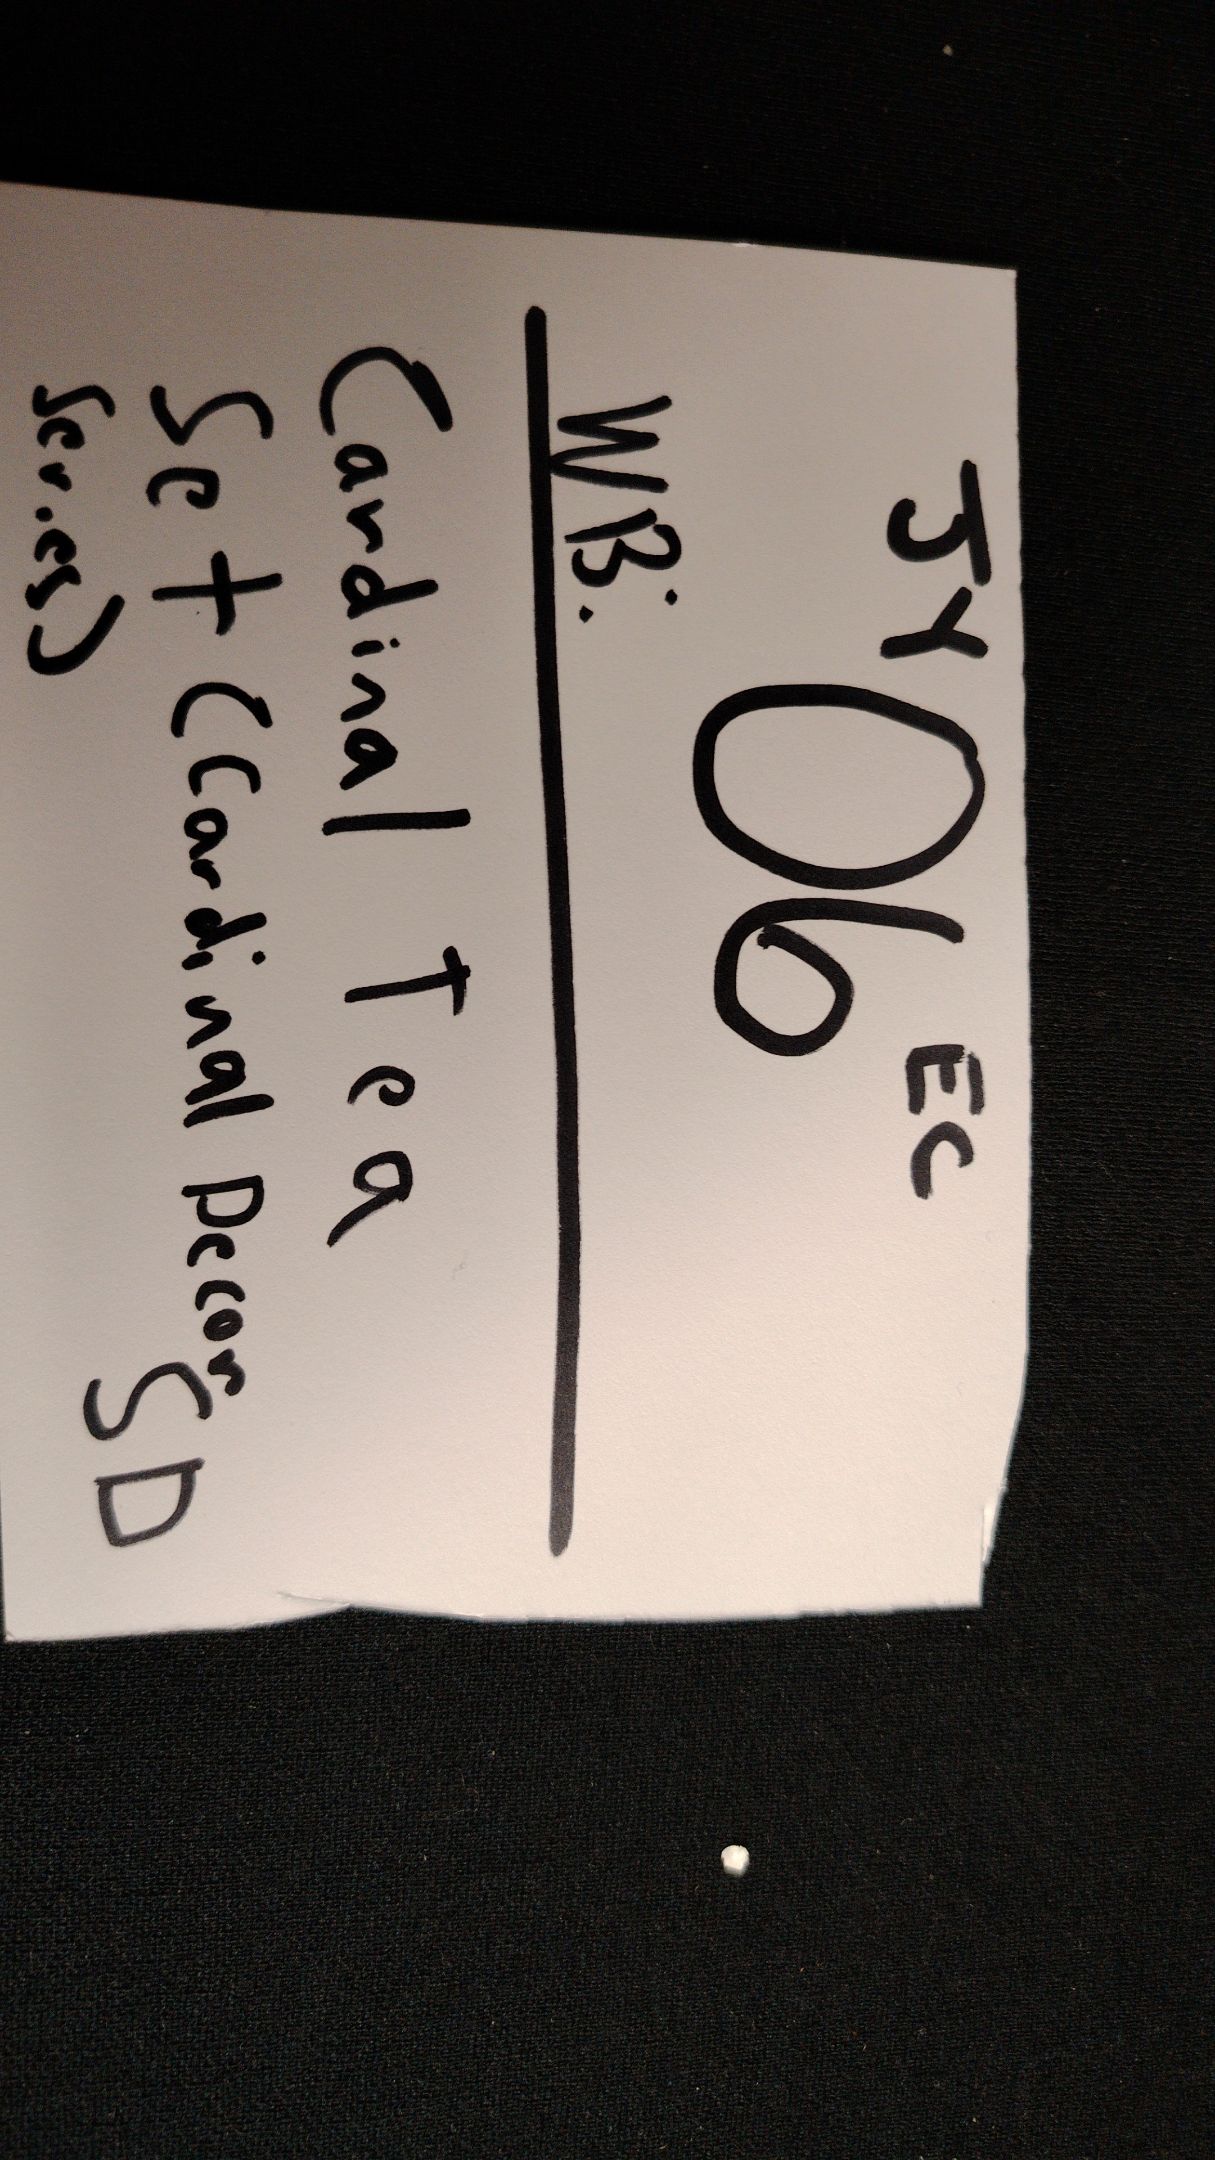 JY 06 EC
WB:
Cardinal Tea
Set (Cardinal Decor
Series)
SD